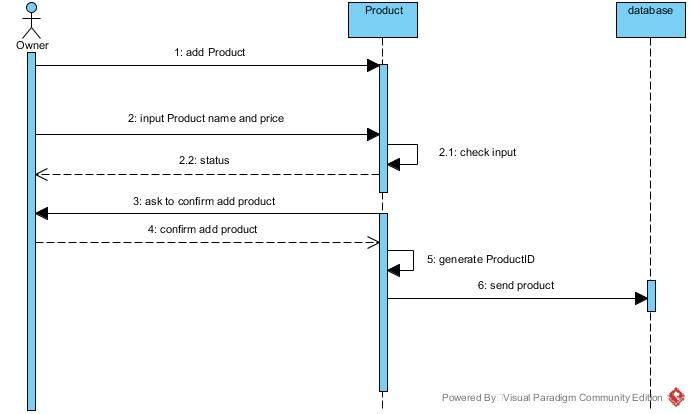 Product
database
Owner
1: add Product
2: input Product name and price
2.1: check input
2.2: status
3: ask to confirm add product
4: confirm add product
5: generate ProductID
6: send product
Powered By Visual Paradigm Community Edition